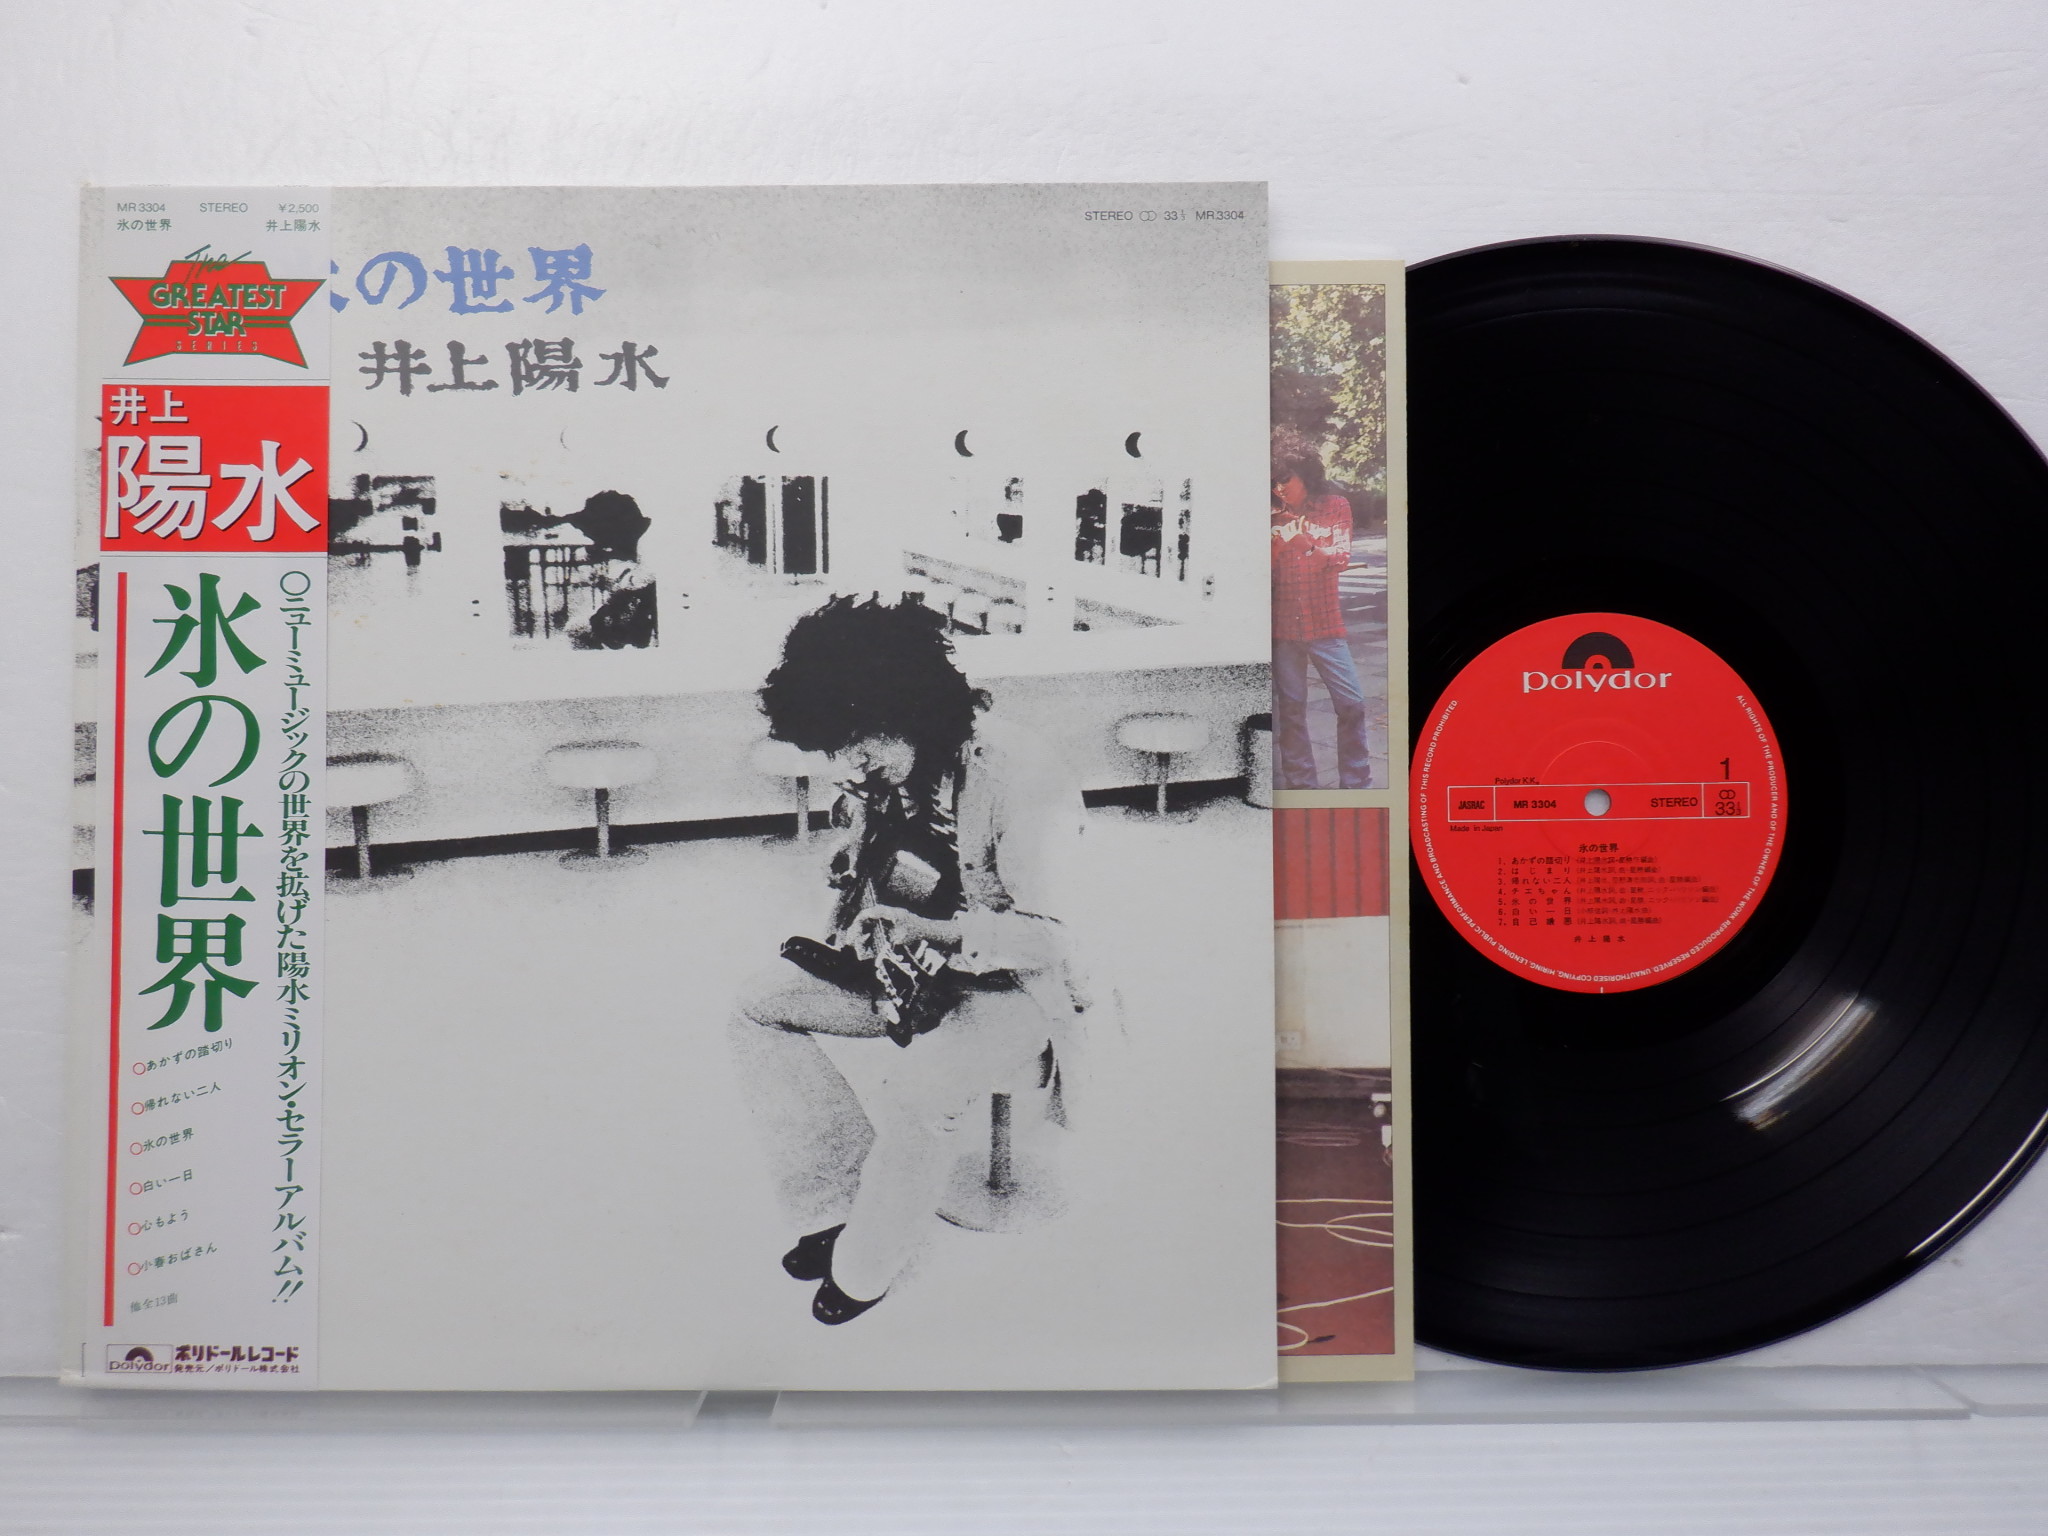 MR 3304 STEREO ¥2,500
氷の世界 井上陽水
The
GREATEST
STAR
SERIES
井上
陽水
○ニューミュージックの世界を拡げた陽水ミリオン・セラーアルバム!!
氷の世界
○あかずの踏切り
○帰れない二人
○氷の世界
○白い一日
○心もよう
○小春おばさん
他全13曲
polydor
ポリドールレコード
発売元/ポリドール株式会社
STEREO 33⅓ MR 3304
の世界
井上陽水
polydor
1
Polydor K.K.
JASRAC MR 3304 STEREO 33⅓
Made in Japan
氷の世界
1. あかずの踏切り
2. はじまり
3. 帰れない二人
4. チエちゃん
5. 氷の世界
6. 白い一日
7. 自己嫌悪
井上陽水
ALL RIGHTS OF THE PRODUCER AND OF THE OWNER OF THE WORK REPRODUCED RESERVED. UNAUTHORISED COPYING, HIRING, LENDING, PUBLIC PERFORMANCE AND BROADCASTING OF THIS RECORD PROHIBITED